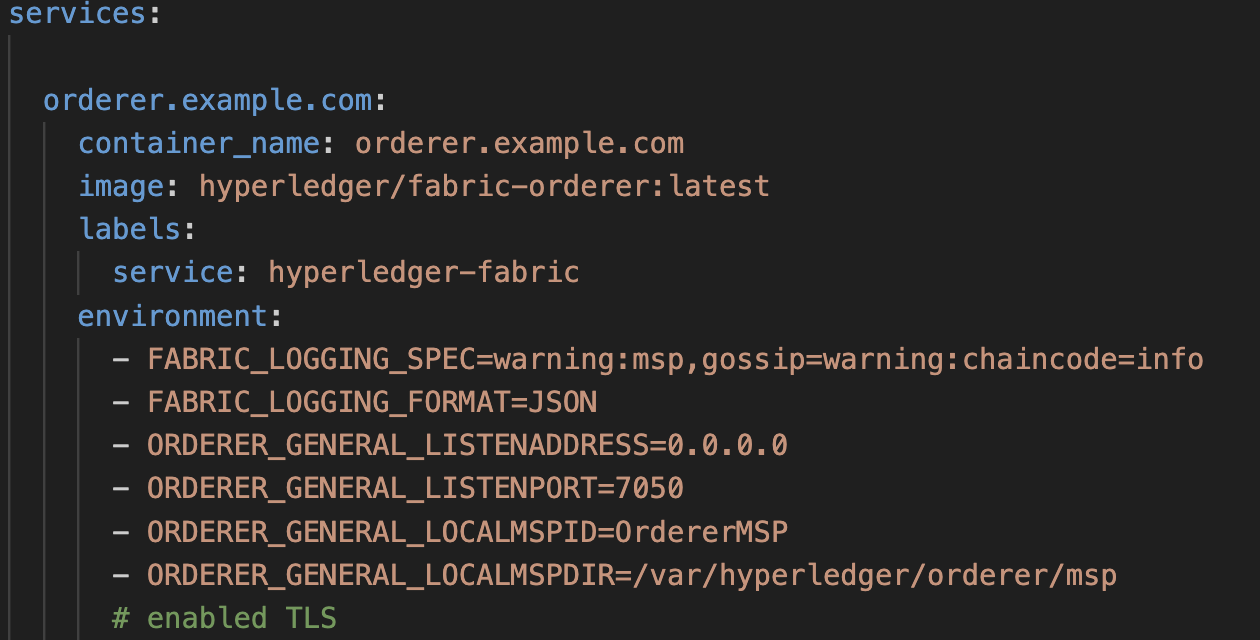 services:
orderer.example.com:
container_name: orderer.example.com
image: hyperledger/fabric-orderer:latest
labels:
service: hyperledger-fabric
environment:
- FABRIC_LOGGING_SPEC=warning:msp,gossip=warning:chaincode=info
- FABRIC_LOGGING_FORMAT=JSON
- ORDERER_GENERAL_LISTENADDRESS=0.0.0.0
- ORDERER_GENERAL_LISTENPORT=7050
- ORDERER_GENERAL_LOCALMSPID=OrdererMSP
- ORDERER_GENERAL_LOCALMSPDIR=/var/hyperledger/orderer/msp
# enabled TLS